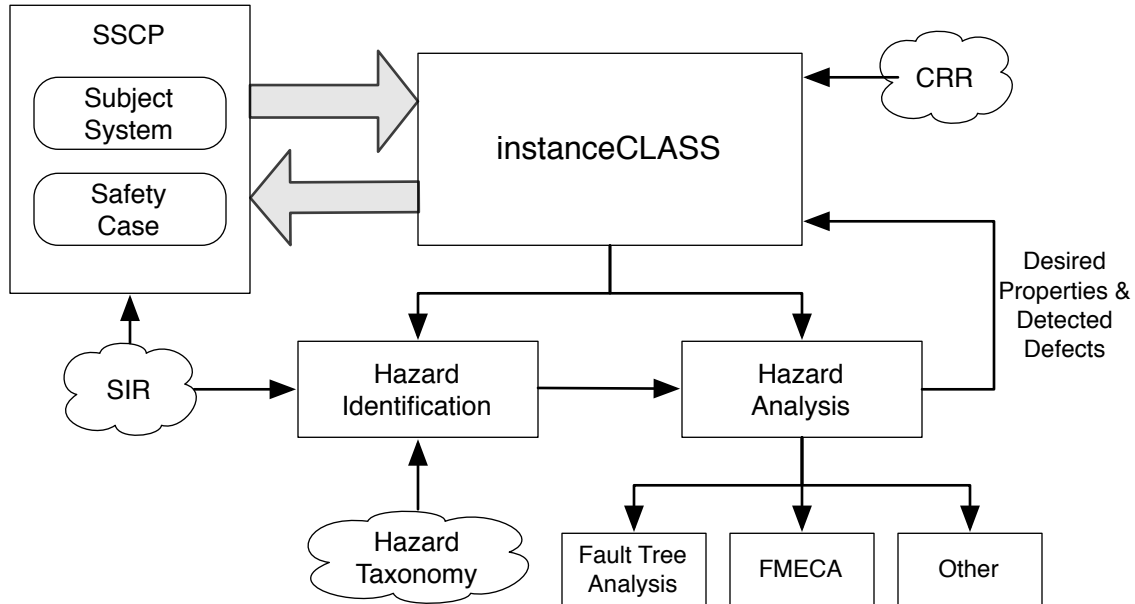 SSCP
Subject
System
Safety
Case
instanceCLASS
CRR
Desired
Properties &
Detected
Defects
SIR
Hazard
Identification
Hazard
Analysis
Hazard
Taxonomy
Fault Tree
Analysis
FMECA
Other